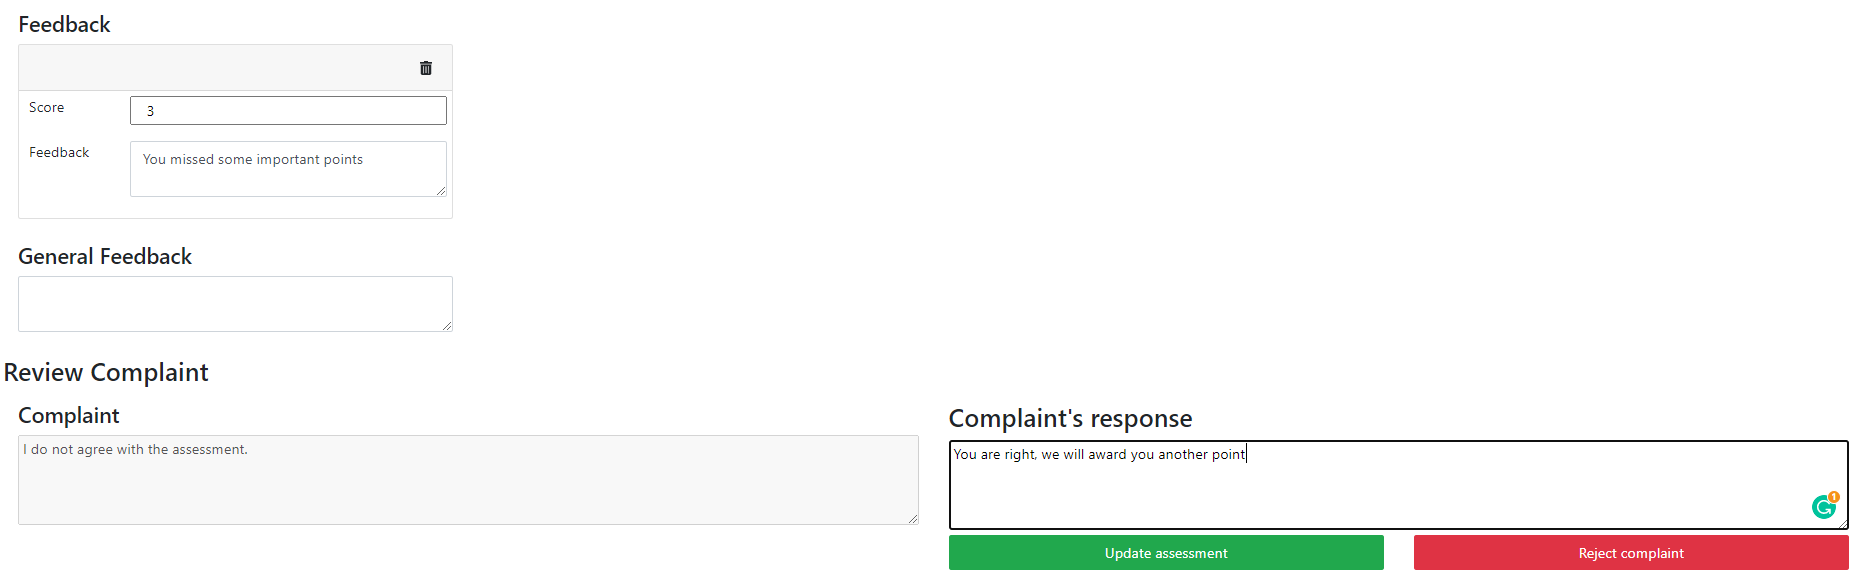 Feedback
Score
3
Feedback
You missed some important points
General Feedback
Review Complaint
Complaint
I do not agree with the assessment.
Complaint's response
You are right, we will award you another point
1
Update assessment
Reject complaint